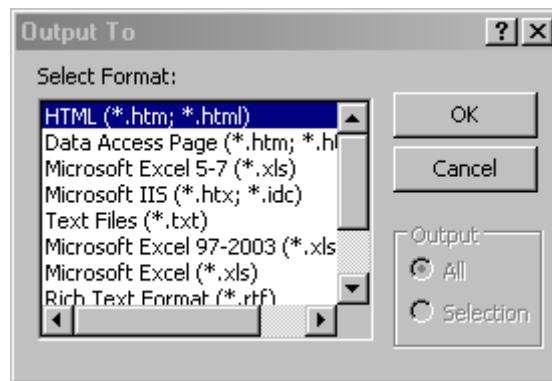 Output To
Select Format:
HTML (*.htm; *.html)
Data Access Page (*.htm; *.ht
Microsoft Excel 5-7 (*.xls)
Microsoft IIS (*.htx; *.idc)
Text Files (*.txt)
Microsoft Excel 97-2003 (*.xls
Microsoft Excel (*.xls)
Rich Text Format (*.rtf)
OK
Cancel
Output
All
Selection